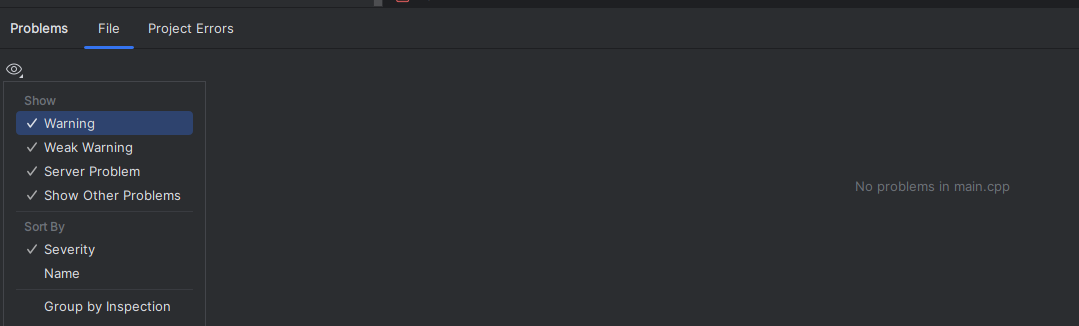 Problems File Project Errors
Show
Warning
Weak Warning
Server Problem
Show Other Problems
No problems in main.cpp
Sort By
Severity
Name
Group by Inspection